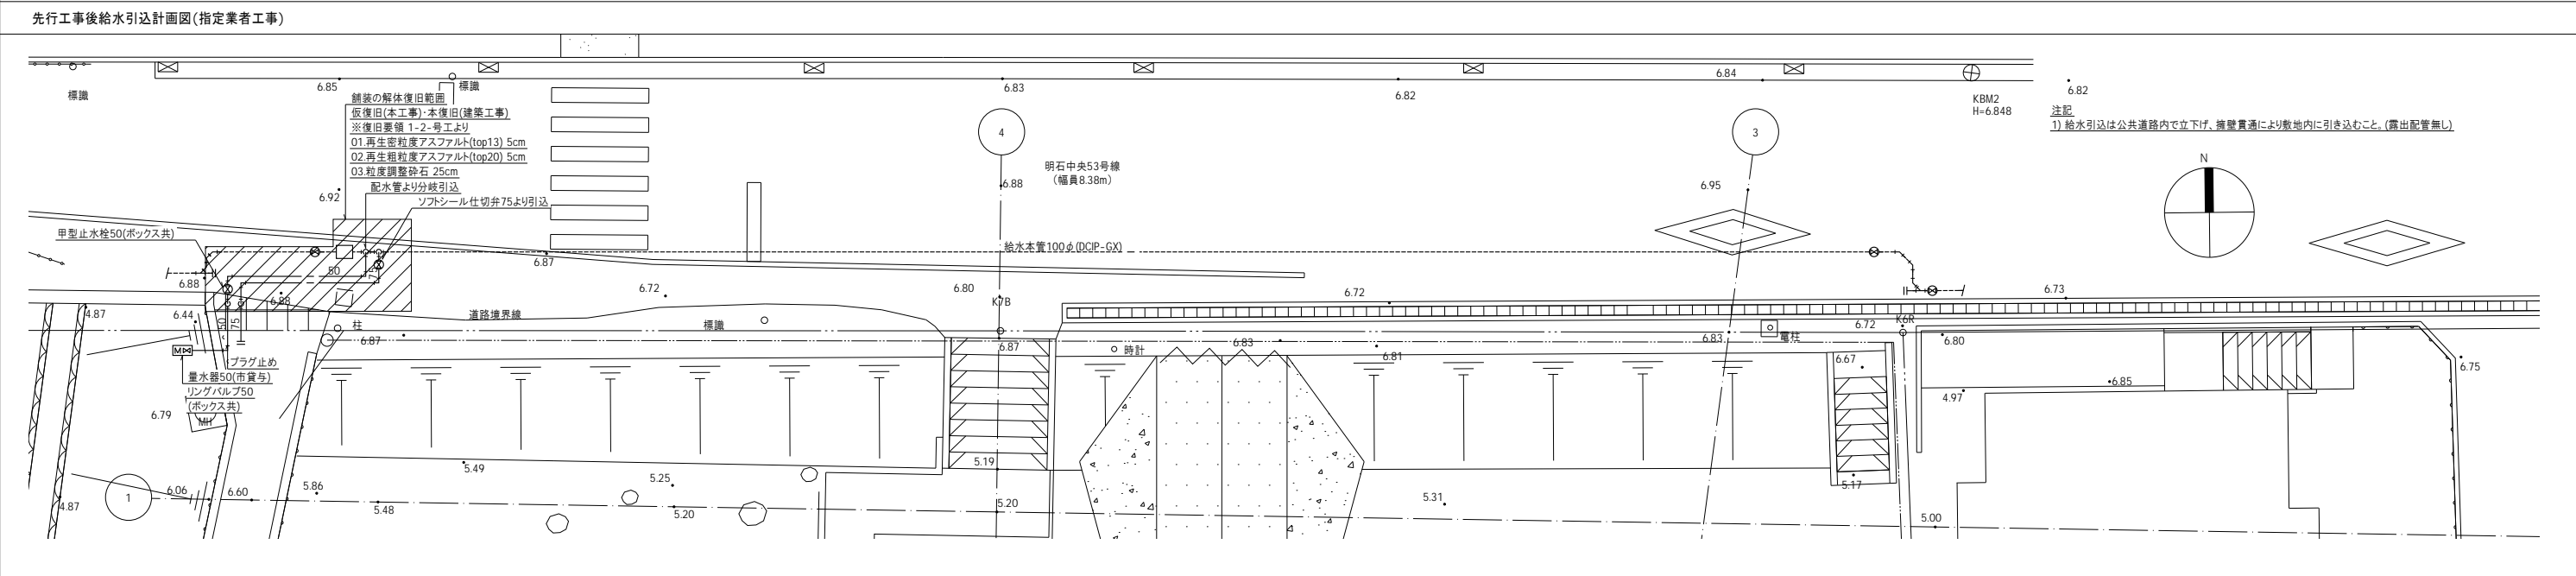 先行工事後給水引込計画図(指定業者工事)
標識
6.85
標識
6.83
6.82
6.84
KBM2
H=6.848
6.82
注記
1) 給水引込は公共道路内で立下げ、擁壁貫通により敷地内に引き込むこと。(露出配管無し)
舗装の解体復旧範囲
仮復旧(本工事)・本復旧(建築工事)
※復旧要領 1-2-号工より
01.再生密粒度アスファルト(top13) 5cm
02.再生粗粒度アスファルト(top20) 5cm
03.粒度調整砕石 25cm
配水管より分岐引込
ソフトシール仕切弁75より引込
6.92
4
3
明石中央53号線
(幅員8.38m)
6.88
6.95
N
甲型止水栓50(ボックス共)
給水本管100φ(DCIP-GX)
6.87
50
75
6.88
6.88
6.72
6.80
K7B
6.72
6.73
4.87
6.44
50
75
柱
6.87
道路境界線
標識
6.87
時計
6.83
6.81
6.83
電柱
6.72
K6R
6.80
6.67
6.75
プラグ止め
量水器50(市貸与)
リングバルブ50
(ボックス共)
M
6.79
MH
6.85
4.97
5.49
5.19
5.25
5.17
1
6.06
6.60
5.86
5.48
5.20
5.20
5.31
5.00
4.87